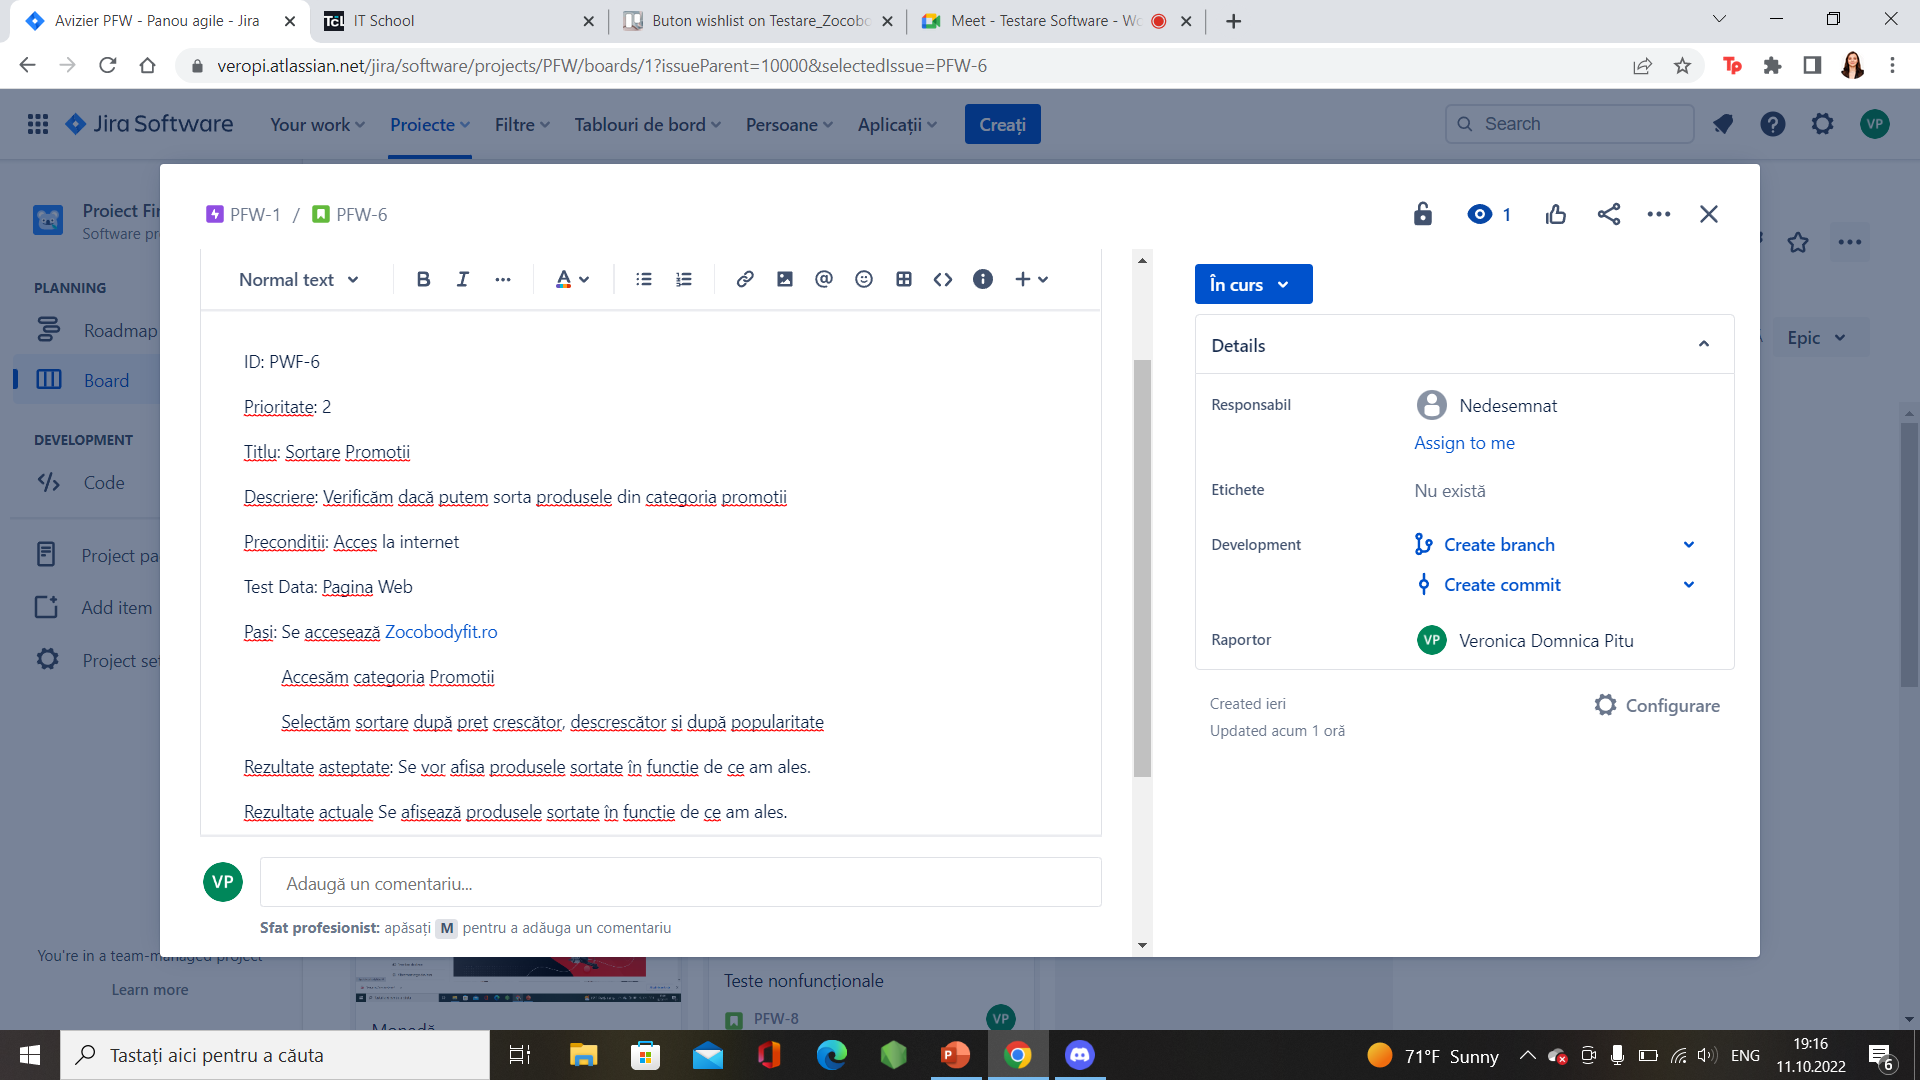 Avizier PFW - Panou agile - Jira
IT School
Buton wishlist on Testare_Zocobo
Meet - Testare Software - Wo
veropi.atlassian.net/jira/software/projects/PFW/boards/1?issueParent=10000&selectedIssue=PFW-6
Jira Software
Your work
Proiecte
Filtre
Tablouri de bord
Persoane
Aplicații
Creați
Search
VP
Proiect Fi
Software pr
PLANNING
Roadmap
Board
DEVELOPMENT
Code
Project pa
Add item
Project set
You're in a team-managed project
Learn more
Epic
PFW-1 / PFW-6
1
Normal text
ID: PWF-6
Prioritate: 2
Titlu: Sortare Promotii
Descriere: Verificăm dacă putem sorta produsele din categoria promotii
Preconditii: Acces la internet
Test Data: Pagina Web
Pasi: Se accesează Zocobodyfit.ro
Accesăm categoria Promotii
Selectăm sortare după pret crescător, descrescător si după popularitate
Rezultate asteptate: Se vor afisa produsele sortate în functie de ce am ales.
Rezultate actuale Se afisează produsele sortate în functie de ce am ales.
VP
Adaugă un comentariu...
Sfat profesionist: apăsați M pentru a adăuga un comentariu
În curs
Details
Responsabil
Nedesemnat
Assign to me
Etichete
Nu există
Development
Create branch
Create commit
Raportor
VP
Veronica Domnica Pitu
Created ieri
Updated acum 1 oră
Configurare
Monedă
Teste nonfuncționale
PFW-8
VP
Tastați aici pentru a căuta
71°F Sunny
ENG
19:16
11.10.2022
6